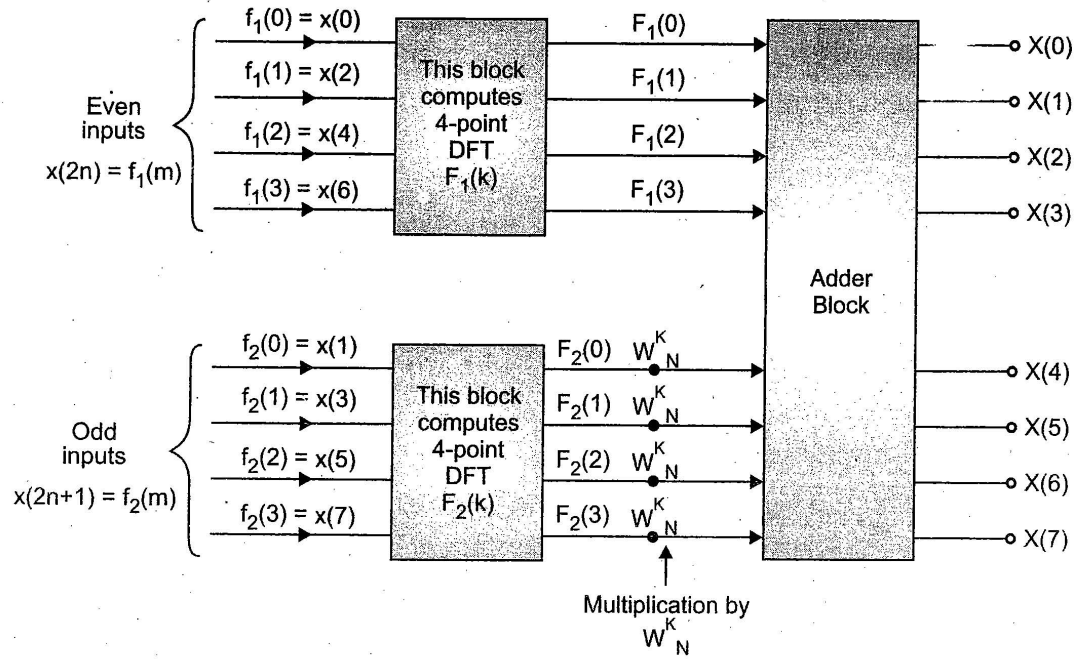 Even
inputs
x(2n) = f₁(m)
f₁(0) = x(0)
f₁(1) = x(2)
f₁(2) = x(4)
f₁(3) = x(6)
This block
computes
4-point
DFT
F₁(k)
F₁(0)
F₁(1)
F₁(2)
F₁(3)
Adder
Block
X(0)
X(1)
X(2)
X(3)
Odd
inputs
x(2n+1) = f₂(m)
f₂(0) = x(1)
f₂(1) = x(3)
f₂(2) = x(5)
f₂(3) = x(7)
This block
computes
4-point
DFT
F₂(k)
F₂(0) W^K_N
F₂(1) W^K_N
F₂(2) W^K_N
F₂(3) W^K_N
Multiplication by
W^K_N
X(4)
X(5)
X(6)
X(7)